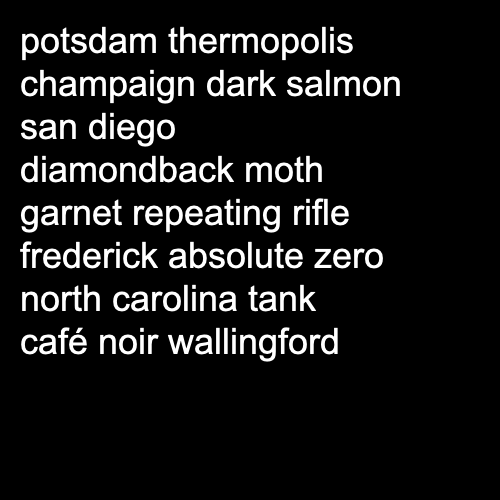 potsdam thermopolis
champaign dark salmon
san diego
diamondback moth
garnet repeating rifle
frederick absolute zero
north carolina tank
café noir wallingford